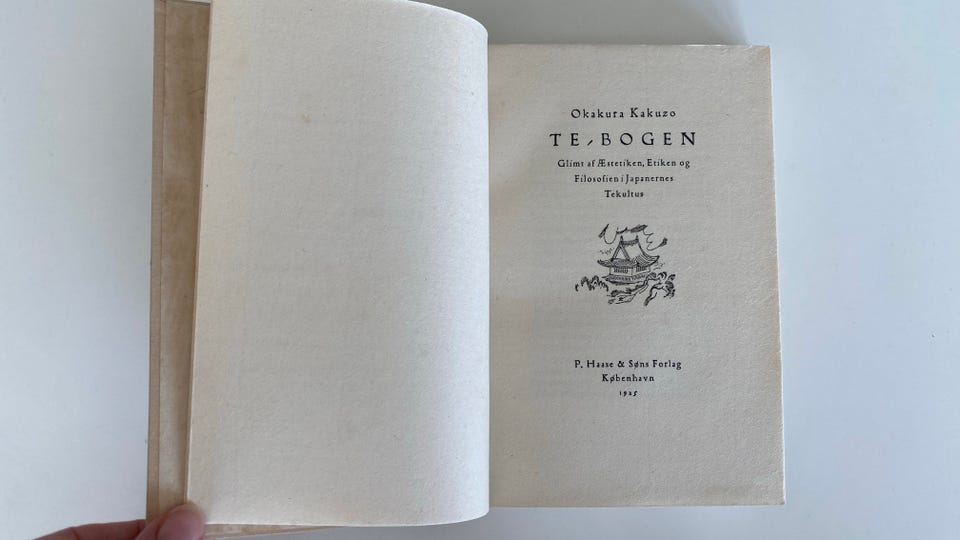 Okakura Kakuzo
TE-BOGEN
Glimt af Æstetiken, Etiken og
Filosofien i Japanernes
Tekultus
P. Haase & Søns Forlag
København
1925